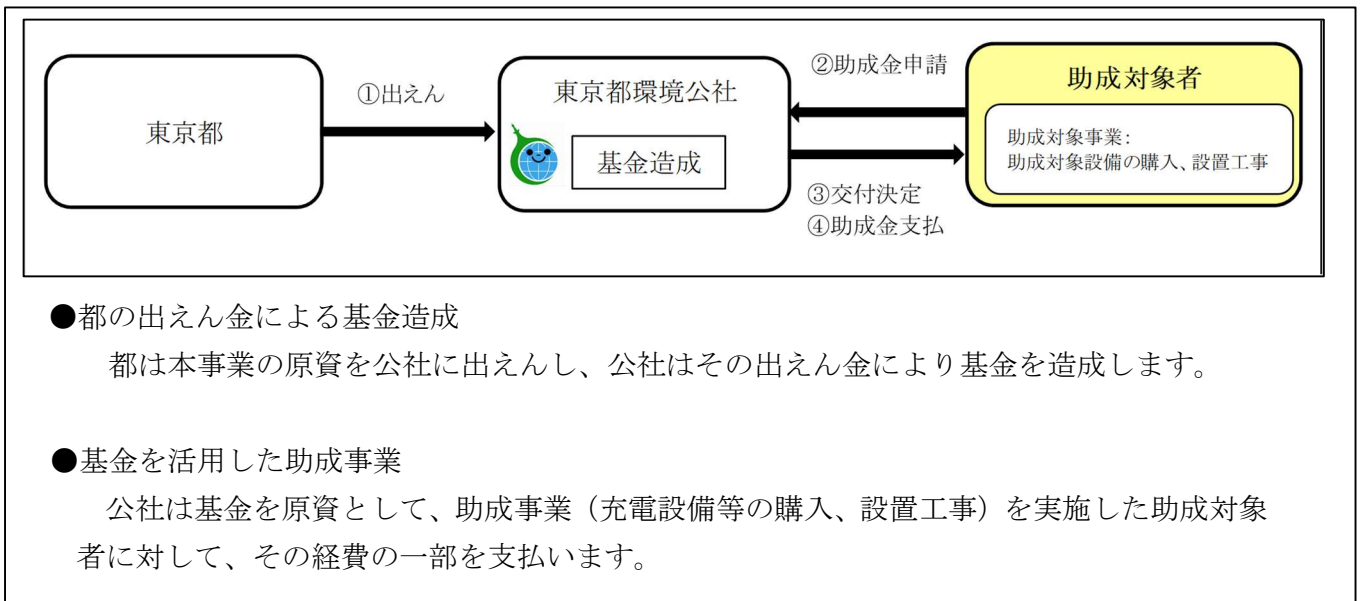 東京都
①出えん
東京都環境公社
基金造成
②助成金申請
③交付決定
④助成金支払
助成対象者
助成対象事業：
助成対象設備の購入、設置工事
●都の出えん金による基金造成
都は本事業の原資を公社に出えんし、公社はその出えん金により基金を造成します。
●基金を活用した助成事業
公社は基金を原資として、助成事業（充電設備等の購入、設置工事）を実施した助成対象
者に対して、その経費の一部を支払います。